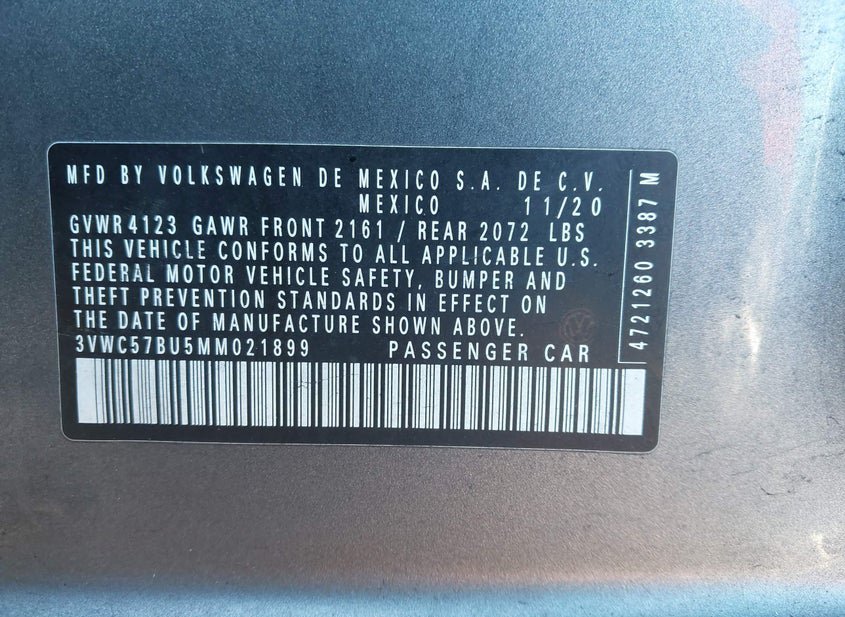 MFD BY VOLKSWAGEN DE MEXICO S.A. DE C.V.
MEXICO 11/20
GVWR 4123 GAWR FRONT 2161 / REAR 2072 LBS
THIS VEHICLE CONFORMS TO ALL APPLICABLE U.S.
FEDERAL MOTOR VEHICLE SAFETY, BUMPER AND
THEFT PREVENTION STANDARDS IN EFFECT ON
THE DATE OF MANUFACTURE SHOWN ABOVE.
3VWC57BU5MM021899 PASSENGER CAR
4721260 3387 M